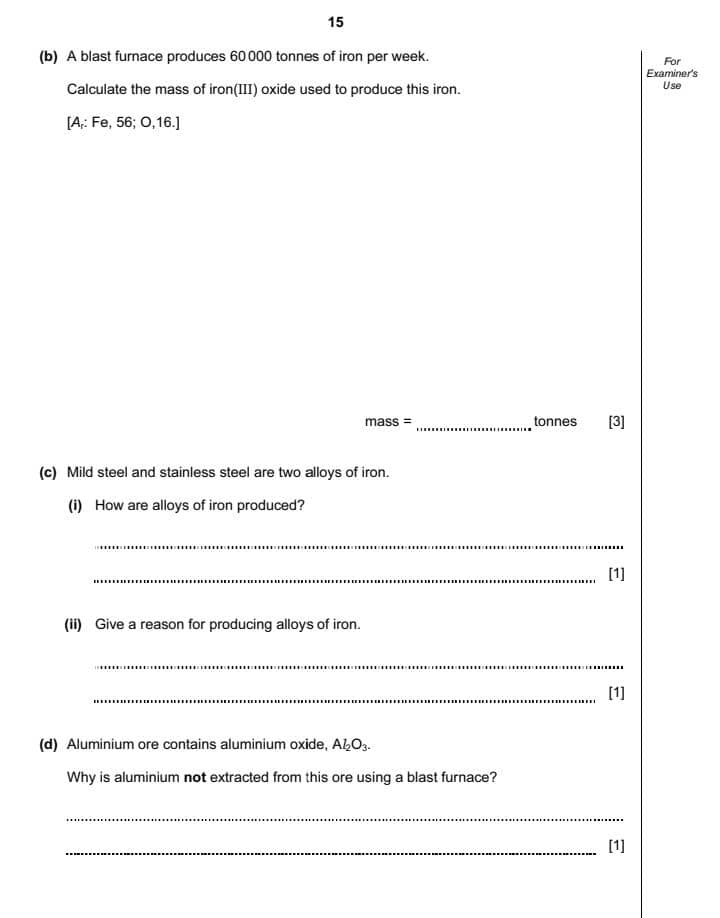 15
(b) A blast furnace produces 60 000 tonnes of iron per week.
For
Examiner's
Use
Calculate the mass of iron(III) oxide used to produce this iron.
[Ar: Fe, 56; O,16.]
mass = .............................. tonnes [3]
(c) Mild steel and stainless steel are two alloys of iron.
(i) How are alloys of iron produced?
[1]
(ii) Give a reason for producing alloys of iron.
[1]
(d) Aluminium ore contains aluminium oxide, Al2O3.
Why is aluminium not extracted from this ore using a blast furnace?
[1]